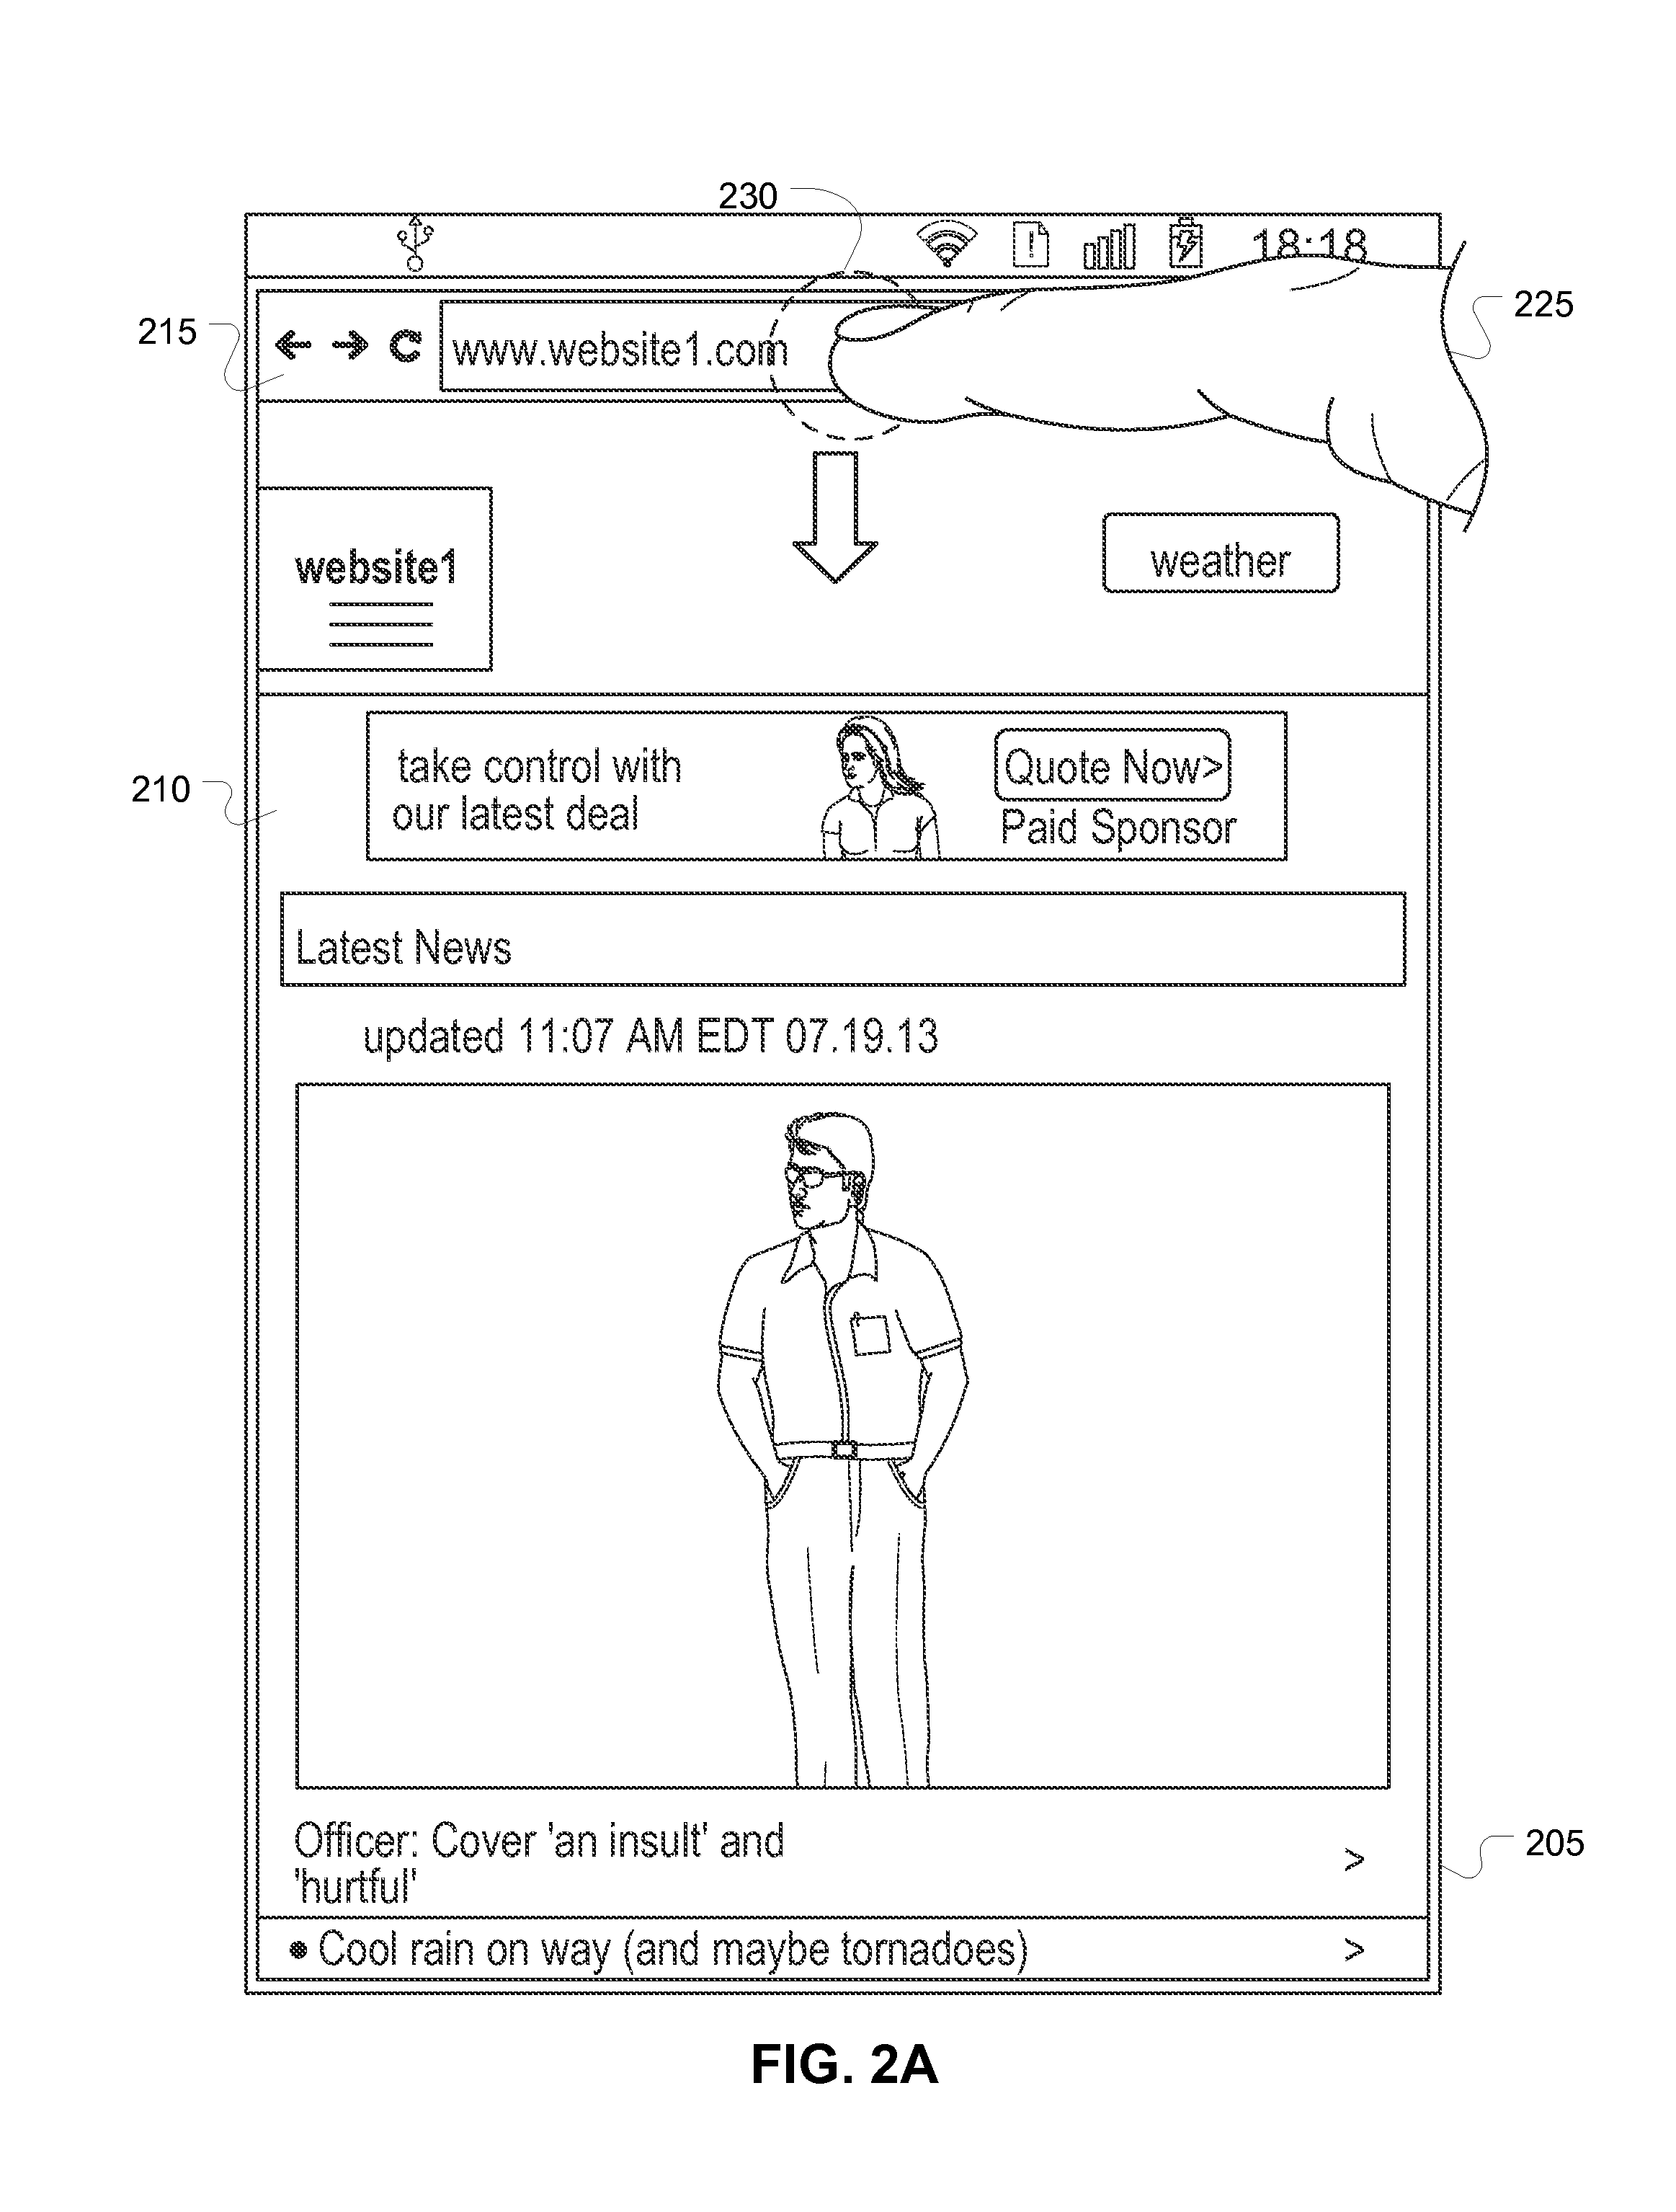 230
18:18
215
www.website1.com
225
website1
weather
take control with
our latest deal
Quote Now>
Paid Sponsor
210
Latest News
updated 11:07 AM EDT 07.19.13
Officer: Cover 'an insult' and
'hurtful'
>
205
• Cool rain on way (and maybe tornadoes) >
FIG. 2A